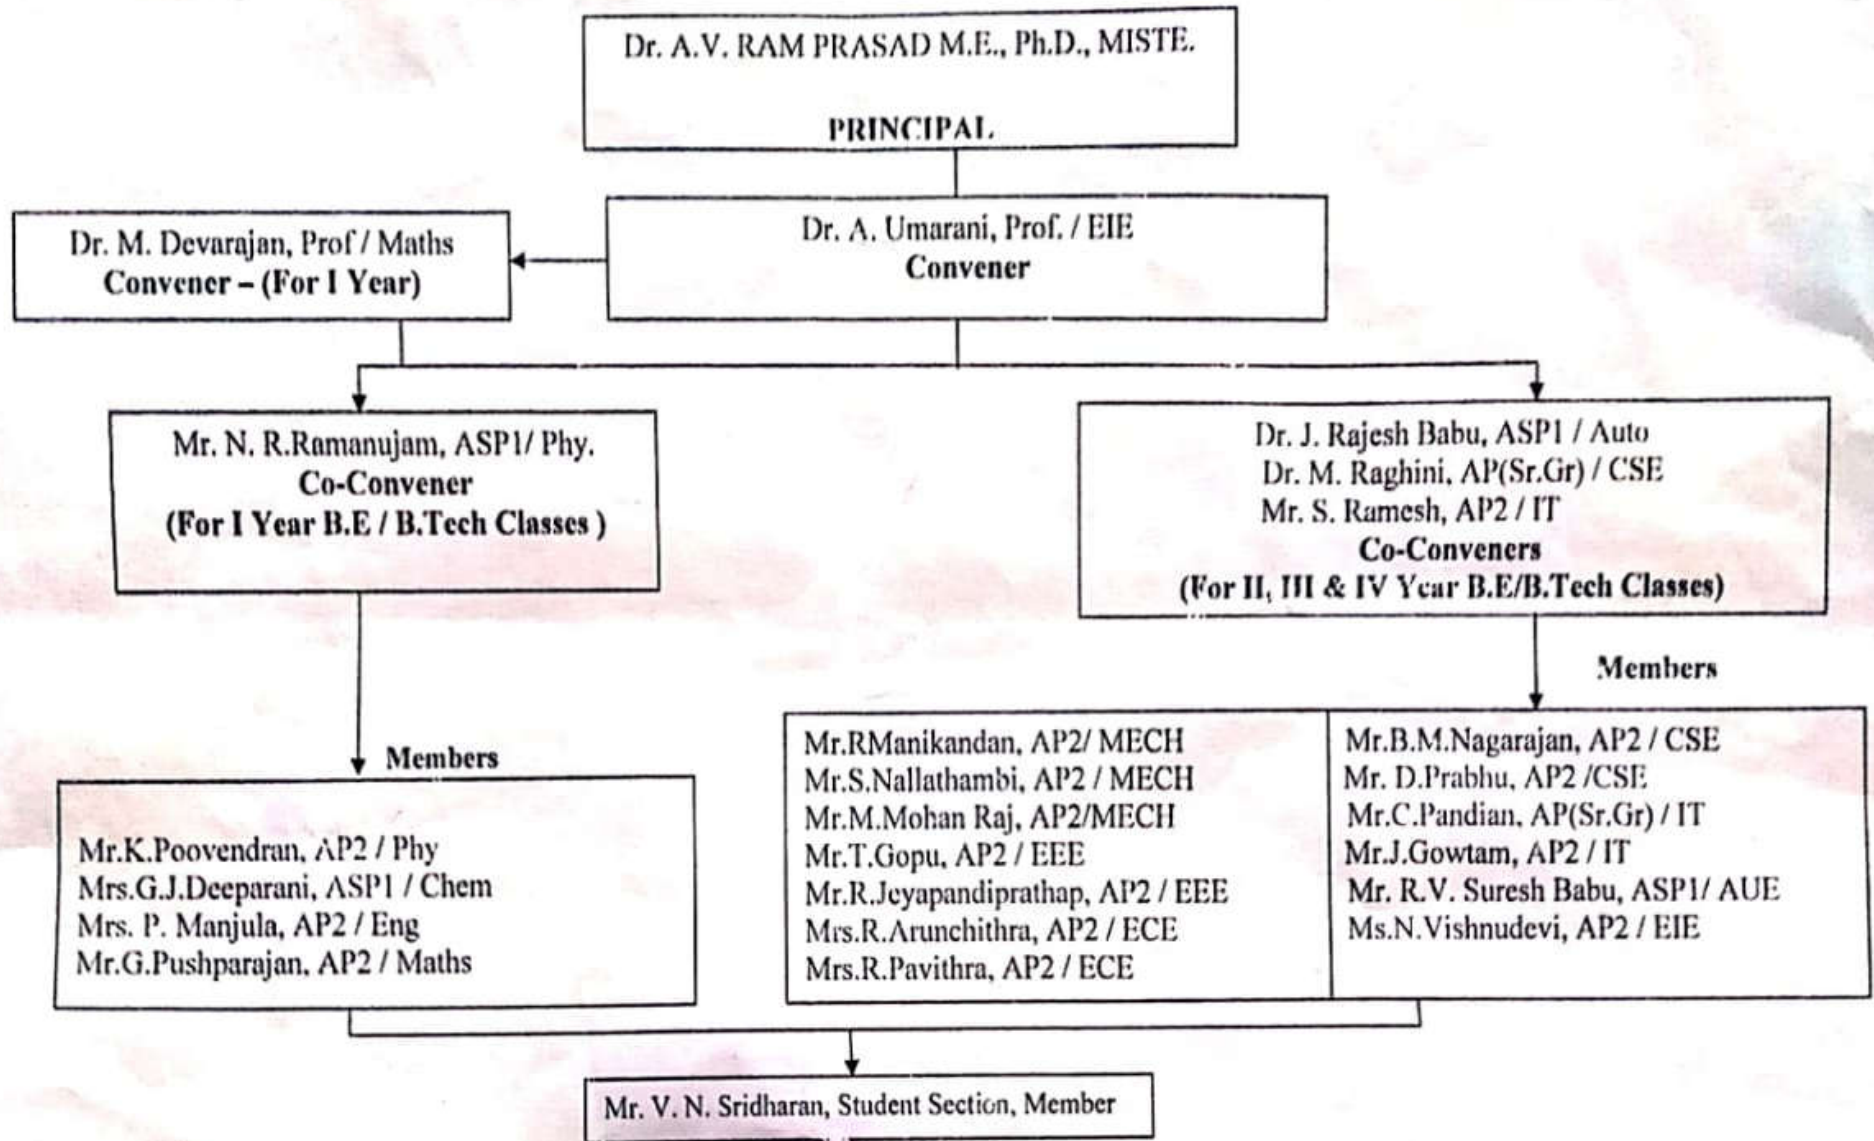 Dr. A.V. RAM PRASAD M.E., Ph.D., MISTE.
PRINCIPAL
Dr. M. Devarajan, Prof / Maths
Convener – (For I Year)
Dr. A. Umarani, Prof. / EIE
Convener
Mr. N. R.Ramanujam, ASP1/ Phy.
Co-Convener
(For I Year B.E / B.Tech Classes )
Dr. J. Rajesh Babu, ASP1 / Auto
Dr. M. Raghini, AP(Sr.Gr) / CSE
Mr. S. Ramesh, AP2 / IT
Co-Conveners
(For II, III & IV Year B.E/B.Tech Classes)
Members
Mr.K.Poovendran, AP2 / Phy
Mrs.G.J.Deeparani, ASP1 / Chem
Mrs. P. Manjula, AP2 / Eng
Mr.G.Pushparajan, AP2 / Maths
Members
Mr.RManikandan, AP2/ MECH
Mr.S.Nallathambi, AP2 / MECH
Mr.M.Mohan Raj, AP2/MECH
Mr.T.Gopu, AP2 / EEE
Mr.R.Jeyapandiprathap, AP2 / EEE
Mrs.R.Arunchithra, AP2 / ECE
Mrs.R.Pavithra, AP2 / ECE
Mr.B.M.Nagarajan, AP2 / CSE
Mr. D.Prabhu, AP2 /CSE
Mr.C.Pandian, AP(Sr.Gr) / IT
Mr.J.Gowtam, AP2 / IT
Mr. R.V. Suresh Babu, ASP1/ AUE
Ms.N.Vishnudevi, AP2 / EIE
Mr. V. N. Sridharan, Student Section, Member